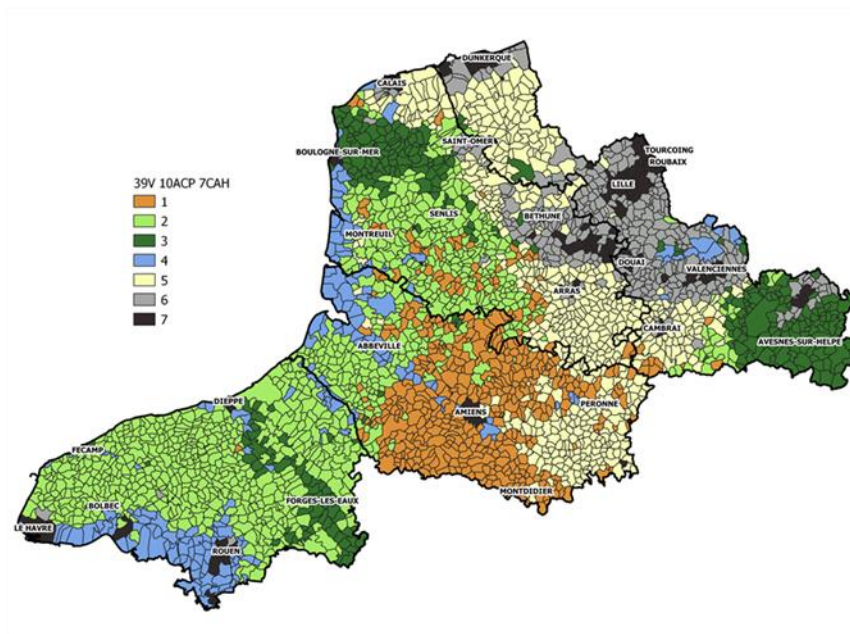 DUNKERQUE
CALAIS
SAINT-OMER
TOURCOING
BOULOGNE-SUR-MER
ROUBAIX
LILLE
39V 10ACP 7CAH
1
2
3
4
5
6
7
SENLIS
BETHUNE
MONTREUIL
DOUAI
VALENCIENNES
ARRAS
CAMBRAI
AVESNES-SUR-HELPE
ABBEVILLE
DIEPPE
AMIENS
PERONNE
FECAMP
MONTDIDIER
BOLBEC
FORGES-LES-EAUX
LE HAVRE
ROUEN